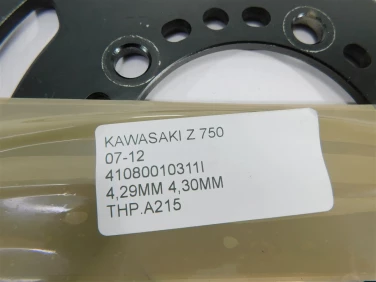 KAWASAKI Z 750
07-12
41080010311I
4,29MM 4,30MM
THP.A215